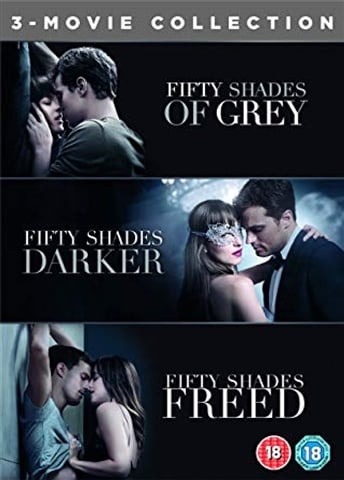 3-MOVIE COLLECTION
FIFTY SHADES
OF GREY
FIFTY SHADES
DARKER
FIFTY SHADES
FREED
18 18